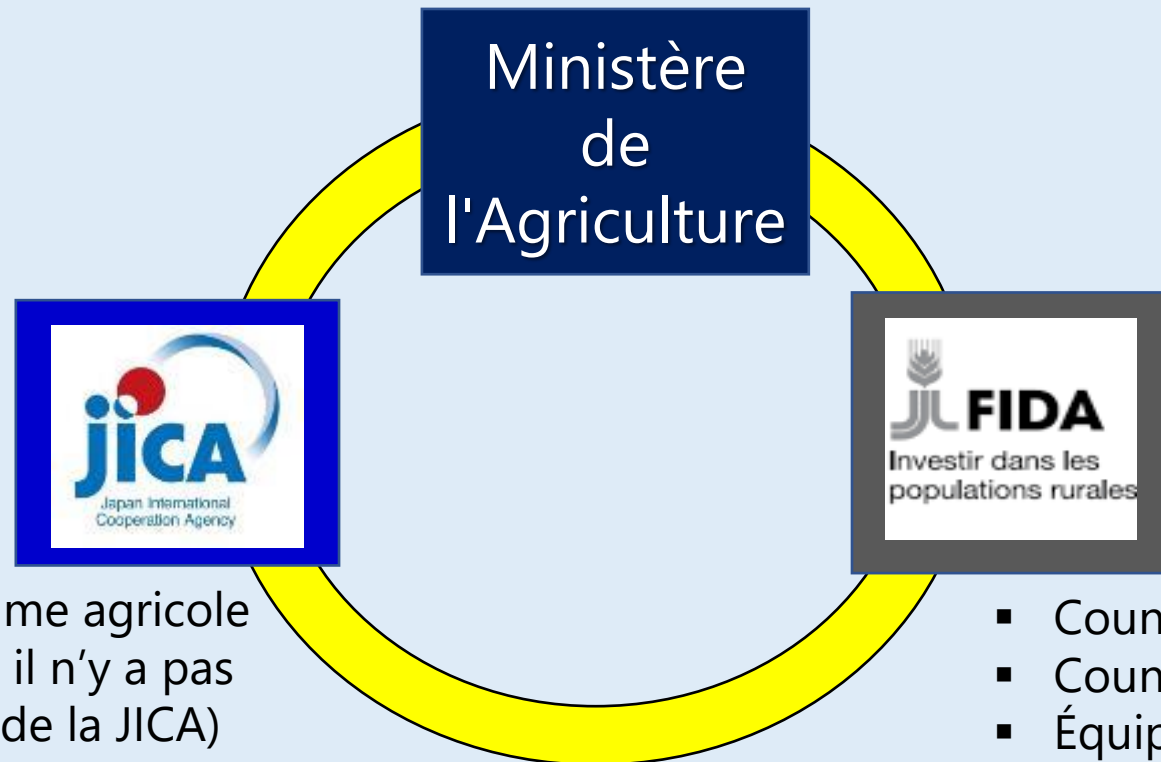 Ministère
de
l'Agriculture
jica
Japan International
Cooperation Agency
FIDA
Investir dans les
populations rurales
me agricole
il n’y a pas
de la JICA)
▪ Coun
▪ Coun
▪ Équip